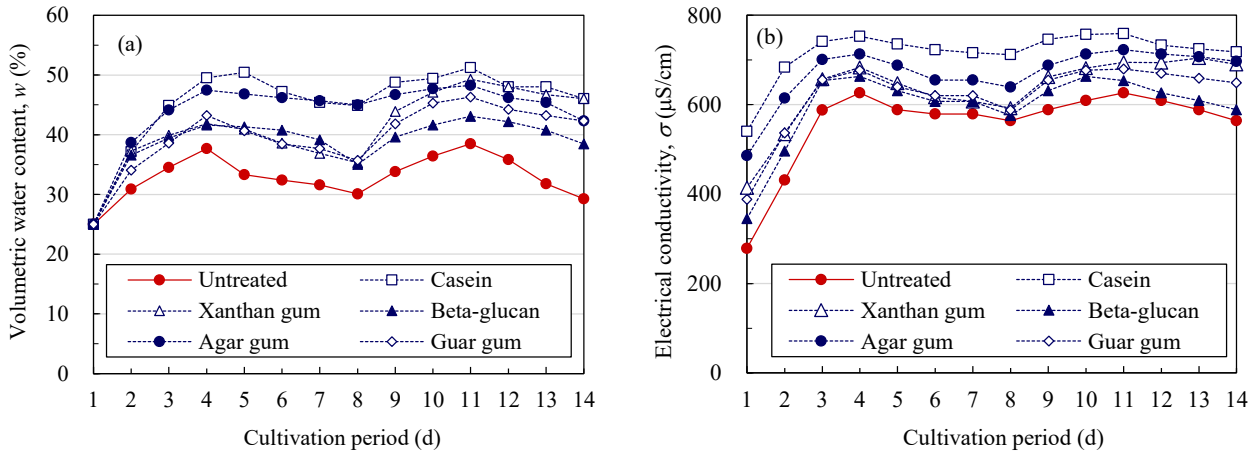 (a)
Volumetric water content, w (%)
60
50
40
30
20
10
0
Untreated
Casein
Xanthan gum
Beta-glucan
Agar gum
Guar gum
1 2 3 4 5 6 7 8 9 10 11 12 13 14
Cultivation period (d)
(b)
Electrical conductivity, σ (μS/cm)
800
600
400
200
0
Untreated
Casein
Xanthan gum
Beta-glucan
Agar gum
Guar gum
1 2 3 4 5 6 7 8 9 10 11 12 13 14
Cultivation period (d)